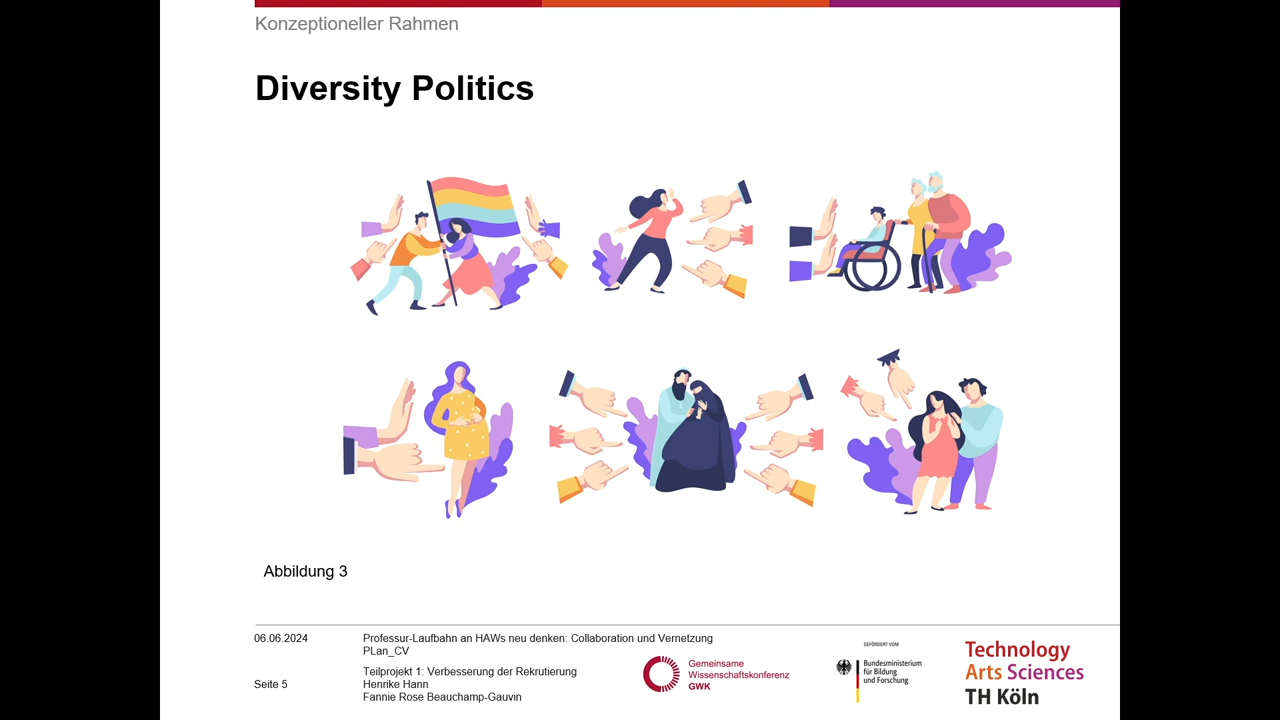 Konzeptioneller Rahmen
Diversity Politics
Abbildung 3
06.06.2024
Professur-Laufbahn an HAWs neu denken: Collaboration und Vernetzung
PLan_CV
Teilprojekt 1: Verbesserung der Rekrutierung
Seite 5
Henrike Hann
Fannie Rose Beauchamp-Gauvin
Gemeinsame
Wissenschaftskonferenz
GWK
GEFÖRDERT VOM
Bundesministerium
für Bildung
und Forschung
Technology
Arts Sciences
TH Köln